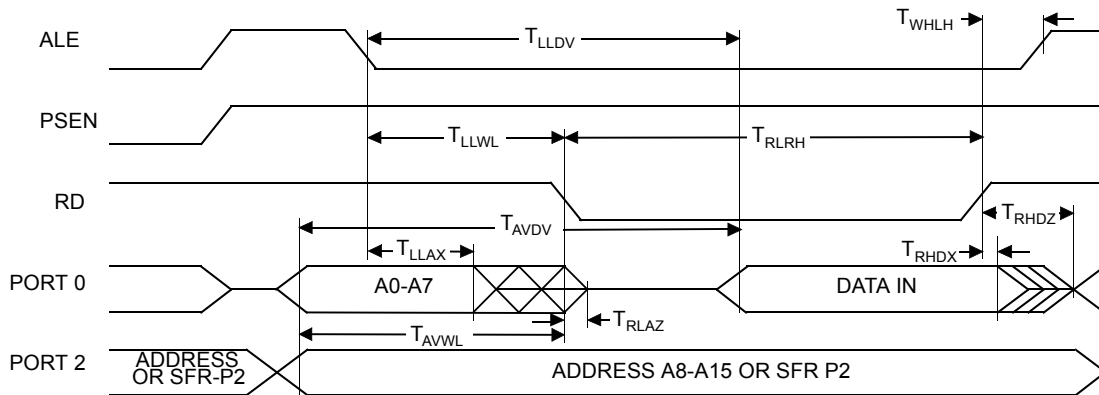 ALE
T_LLDV
T_WHLH
PSEN
T_LLWL
T_RLRH
RD
T_AVDV
T_RHDZ
T_LLAX
T_RHDX
PORT 0
A0-A7
DATA IN
T_RLAZ
T_AVWL
PORT 2
ADDRESS
OR SFR-P2
ADDRESS A8-A15 OR SFR P2